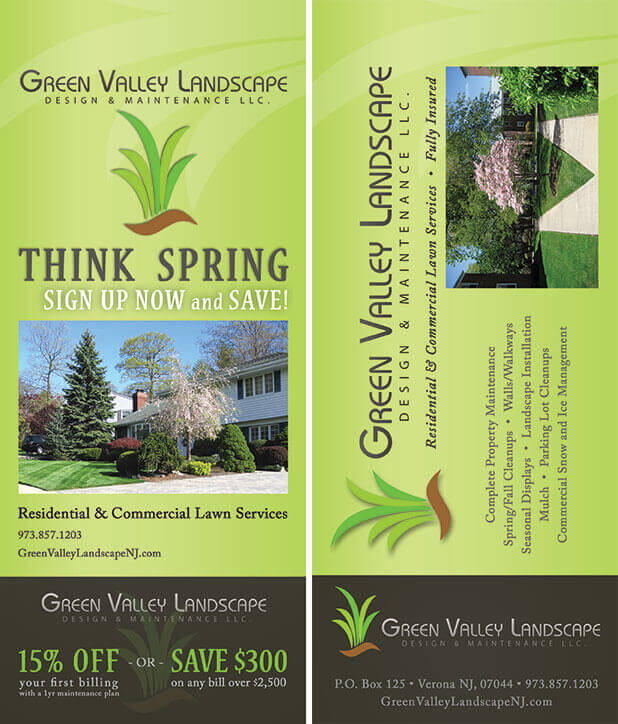 GREEN VALLEY LANDSCAPE
DESIGN & MAINTENANCE LLC.
THINK SPRING
SIGN UP NOW and SAVE!
Residential & Commercial Lawn Services
973.857.1203
GreenValleyLandscapeNJ.com
GREEN VALLEY LANDSCAPE
DESIGN & MAINTENANCE LLC.
15% OFF - OR - SAVE $300
your first billing on any bill over $2,500
with a 1yr maintenance plan
GREEN VALLEY LANDSCAPE
DESIGN & MAINTENANCE LLC.
Residential & Commercial Lawn Services • Fully Insured
Complete Property Maintenance
Spring/Fall Cleanups • Walls/Walkways
Seasonal Displays • Landscape Installation
Mulch • Parking Lot Cleanups
Commercial Snow and Ice Management
GREEN VALLEY LANDSCAPE
DESIGN & MAINTENANCE LLC.
P.O. Box 125 • Verona NJ, 07044 • 973.857.1203
GreenValleyLandscapeNJ.com